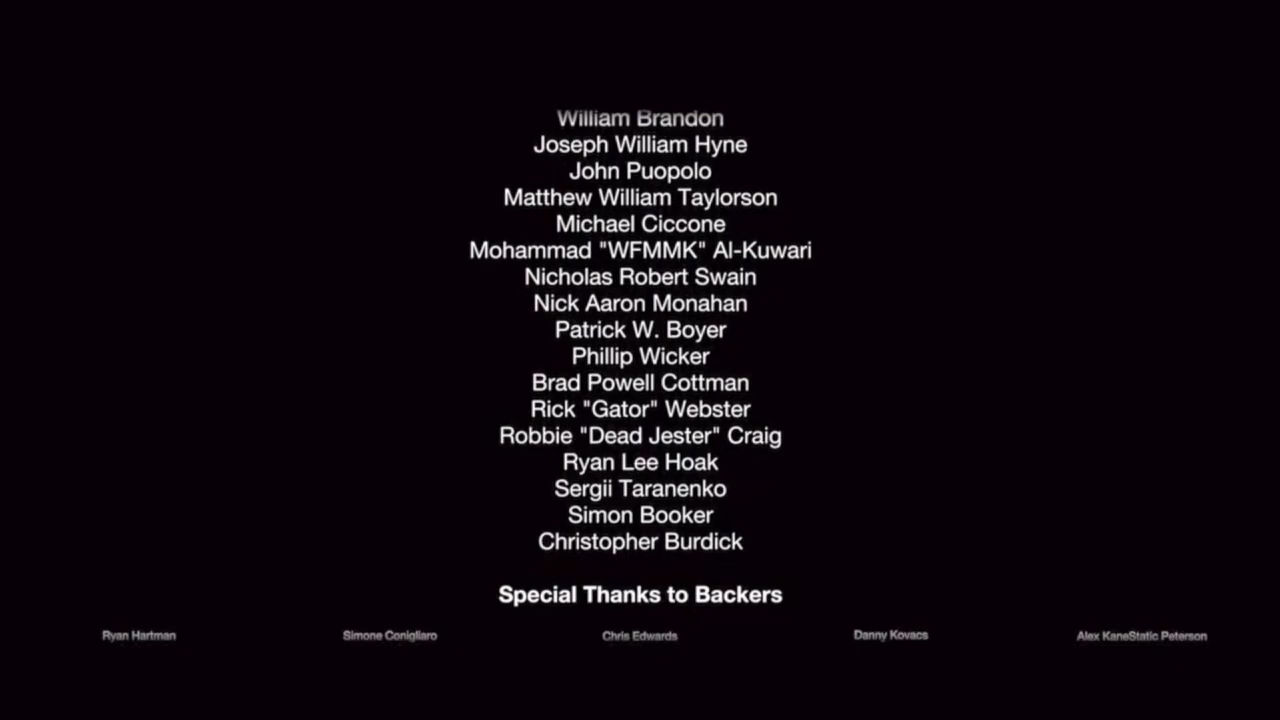 William Brandon
Joseph William Hyne
John Puopolo
Matthew William Taylorson
Michael Ciccone
Mohammad "WFMMK" Al-Kuwari
Nicholas Robert Swain
Nick Aaron Monahan
Patrick W. Boyer
Phillip Wicker
Brad Powell Cottman
Rick "Gator" Webster
Robbie "Dead Jester" Craig
Ryan Lee Hoak
Sergii Taranenko
Simon Booker
Christopher Burdick
Special Thanks to Backers
Ryan Hartman Simone Conigliaro Chris Edwards Danny Kovacs Alex KaneStatic Peterson